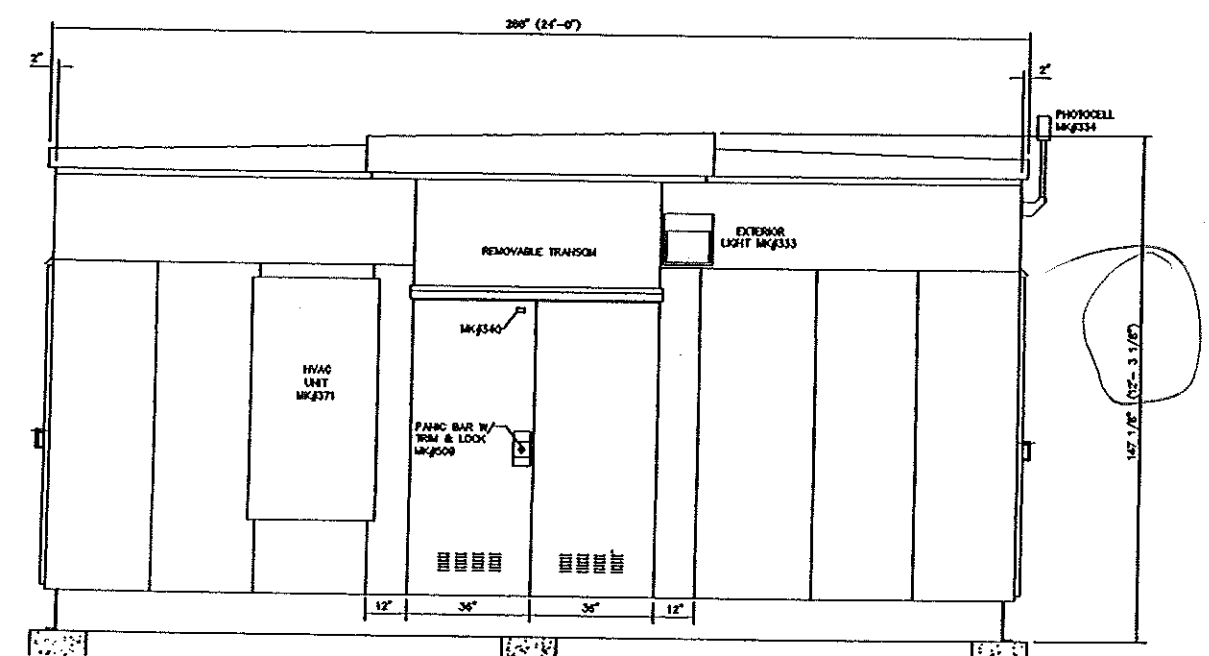 288" (24'-0")
2"
2"
PHOTOCELL
MK#334
EXTERIOR
LIGHT MK#333
REMOVABLE TRANSOM
MK#340
HVAC
UNIT
MK#371
PANIC BAR W/
TRIM & LOCK
MK#509
147 1/8" (12'- 3 1/8")
12"
36"
36"
12"